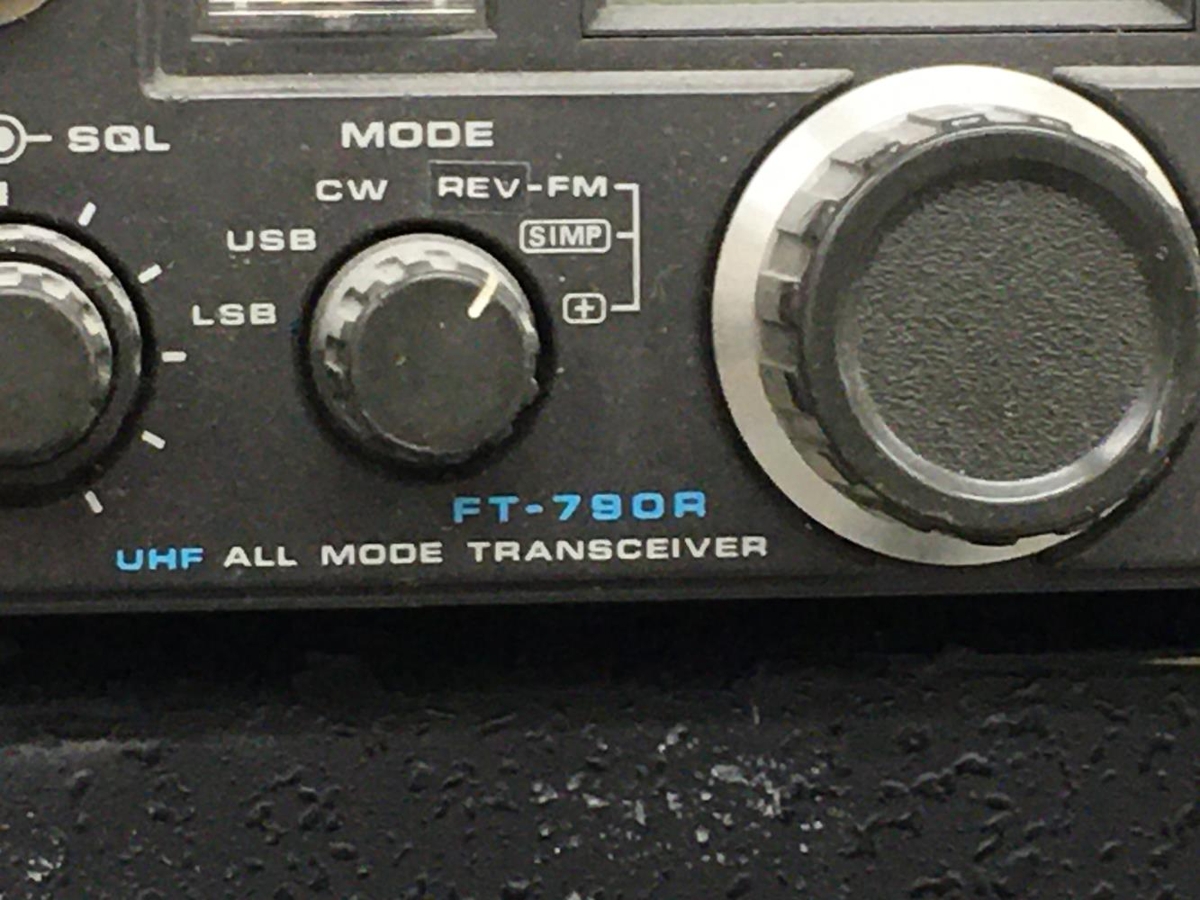 SQL
MODE
CW REV-FM
USB SIMP
LSB +
FT-790R
UHF ALL MODE TRANSCEIVER